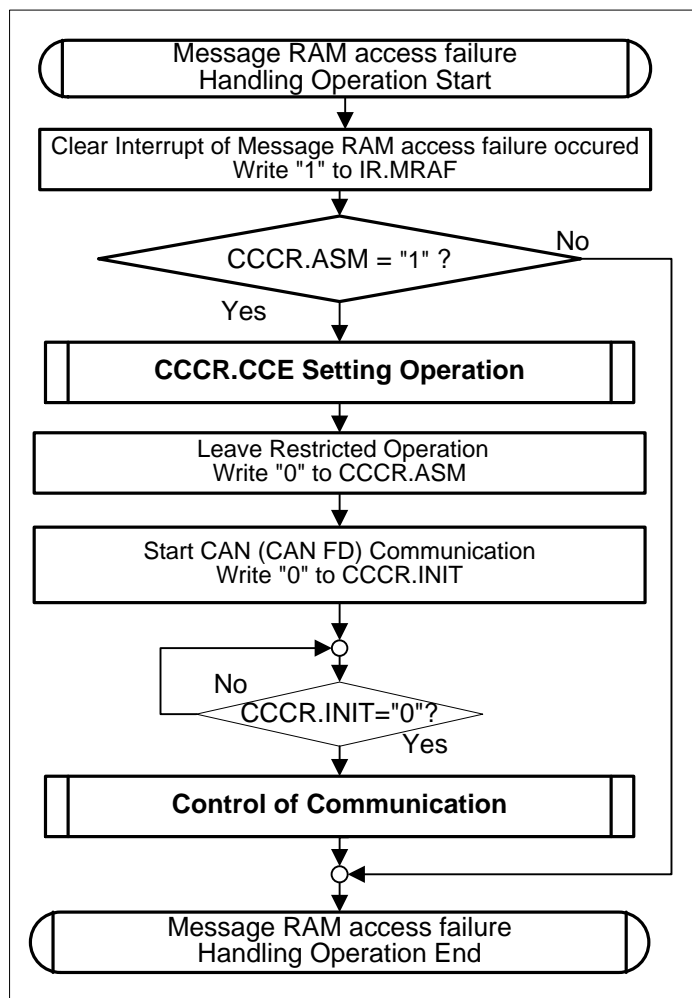 Message RAM access failure
Handling Operation Start
Clear Interrupt of Message RAM access failure occured
Write "1" to IR.MRAF
CCCR.ASM = "1" ?
No
Yes
CCCR.CCE Setting Operation
Leave Restricted Operation
Write "0" to CCCR.ASM
Start CAN (CAN FD) Communication
Write "0" to CCCR.INIT
No
CCCR.INIT="0"?
Yes
Control of Communication
Message RAM access failure
Handling Operation End